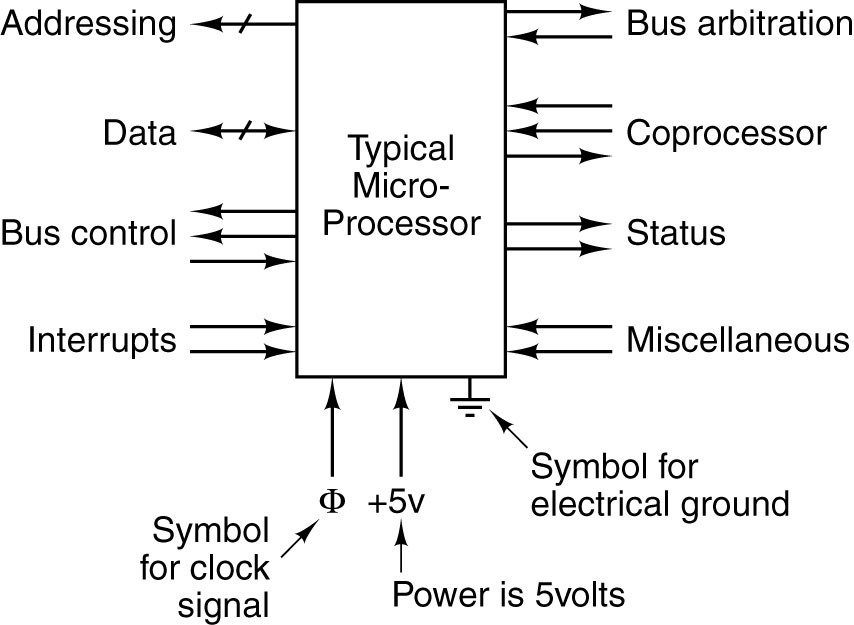 Addressing
Bus arbitration
Data
Coprocessor
Typical
Micro-
Processor
Bus control
Status
Interrupts
Miscellaneous
Φ
+5v
Symbol for
electrical ground
Symbol
for clock
signal
Power is 5volts